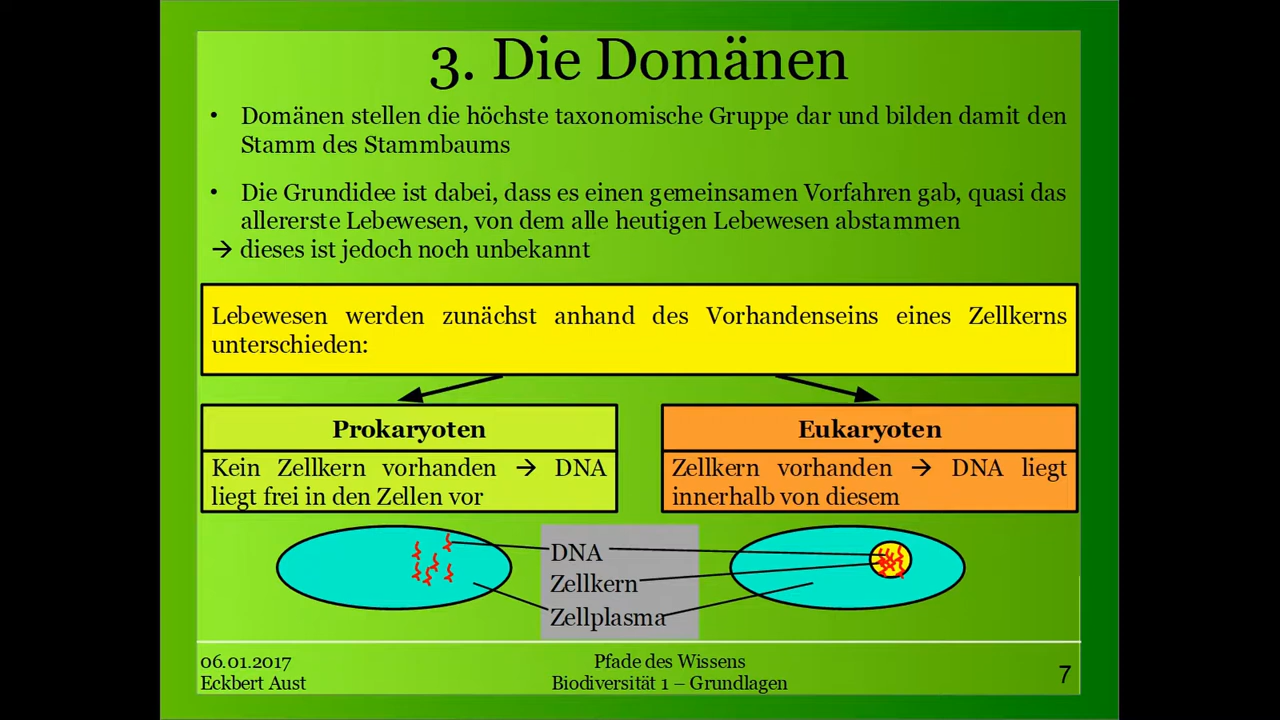 3. Die Domänen
• Domänen stellen die höchste taxonomische Gruppe dar und bilden damit den
Stamm des Stammbaums
• Die Grundidee ist dabei, dass es einen gemeinsamen Vorfahren gab, quasi das
allererste Lebewesen, von dem alle heutigen Lebewesen abstammen
→ dieses ist jedoch noch unbekannt
Lebewesen werden zunächst anhand des Vorhandenseins eines Zellkerns
unterschieden:
Prokaryoten
Kein Zellkern vorhanden → DNA
liegt frei in den Zellen vor
Eukaryoten
Zellkern vorhanden → DNA liegt
innerhalb von diesem
DNA
Zellkern
Zellplasma
06.01.2017
Eckbert Aust
Pfade des Wissens
Biodiversität 1 – Grundlagen
7